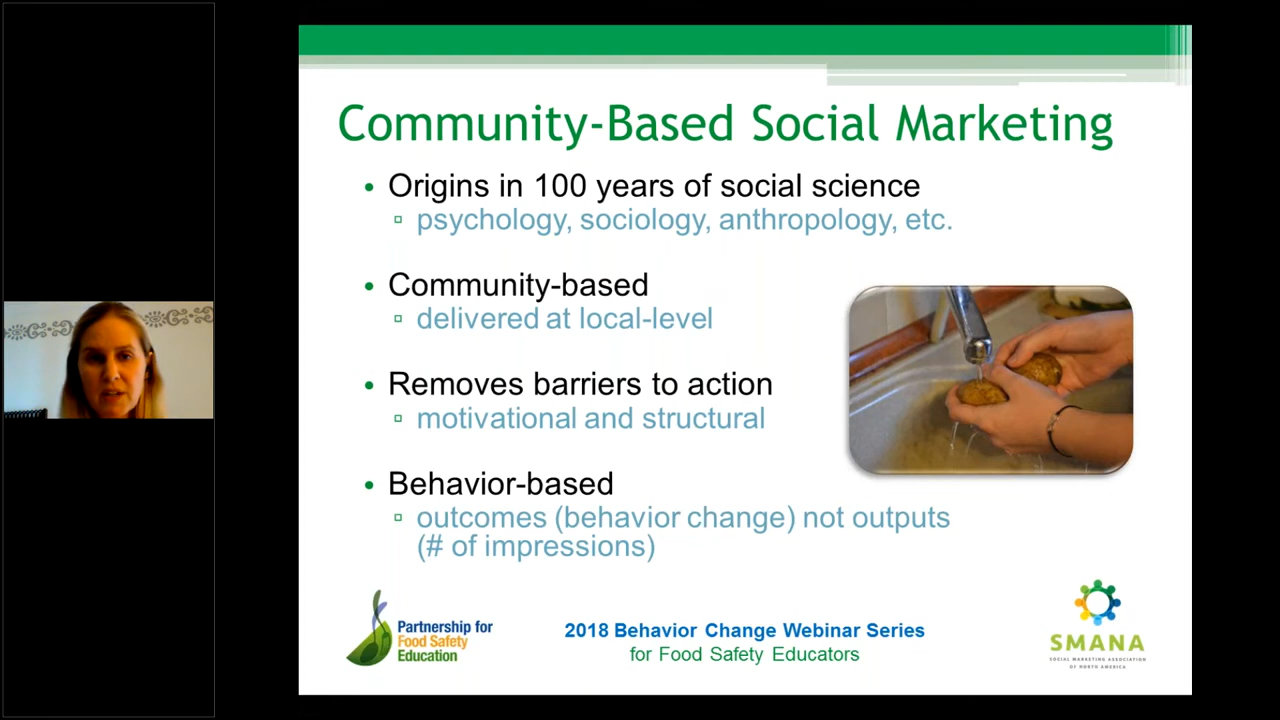 Community-Based Social Marketing
• Origins in 100 years of social science
▫ psychology, sociology, anthropology, etc.
• Community-based
▫ delivered at local-level
• Removes barriers to action
▫ motivational and structural
• Behavior-based
▫ outcomes (behavior change) not outputs
(# of impressions)
Partnership for
Food Safety
Education
2018 Behavior Change Webinar Series
for Food Safety Educators
SMANA
SOCIAL MARKETING ASSOCIATION
OF NORTH AMERICA